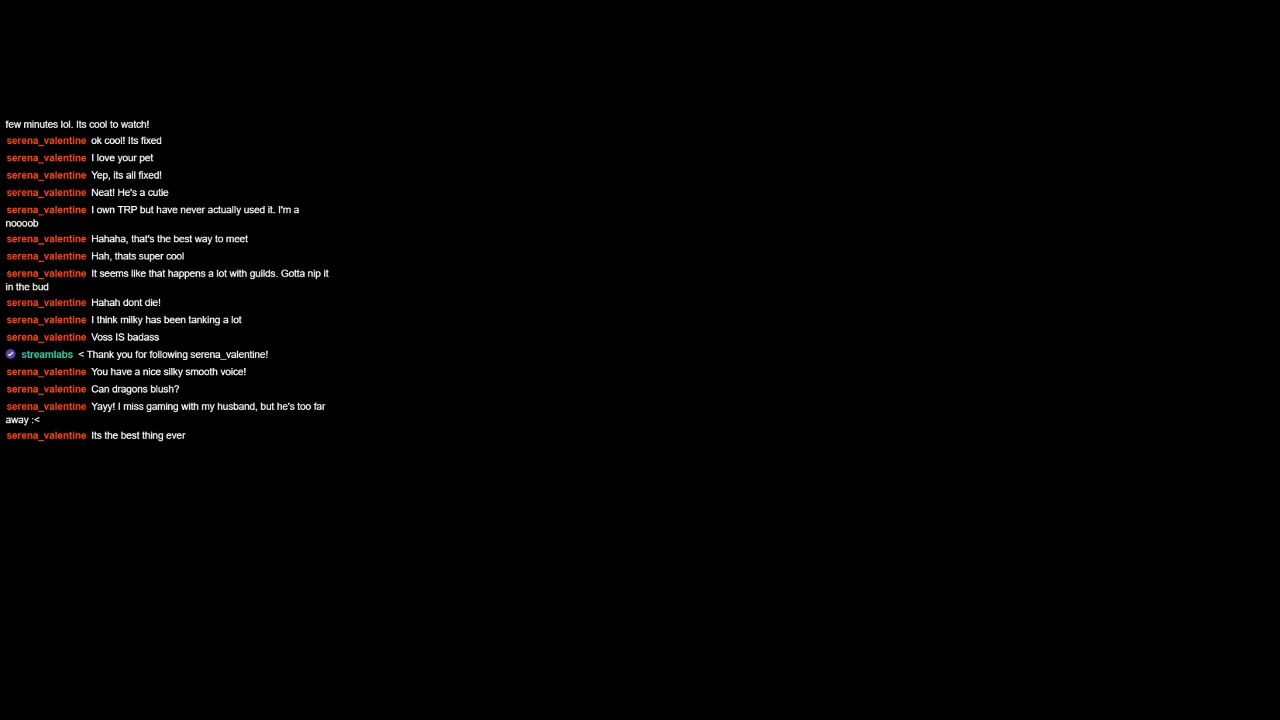 few minutes lol. Its cool to watch!
serena_valentine ok cool! Its fixed
serena_valentine I love your pet
serena_valentine Yep, its all fixed!
serena_valentine Neat! He's a cutie
serena_valentine I own TRP but have never actually used it. I'm a
noooob
serena_valentine Hahaha, that's the best way to meet
serena_valentine Hah, thats super cool
serena_valentine It seems like that happens a lot with guilds. Gotta nip it
in the bud
serena_valentine Hahah dont die!
serena_valentine I think milky has been tanking a lot
serena_valentine Voss IS badass
streamlabs < Thank you for following serena_valentine!
serena_valentine You have a nice silky smooth voice!
serena_valentine Can dragons blush?
serena_valentine Yayy! I miss gaming with my husband, but he's too far
away :<
serena_valentine Its the best thing ever